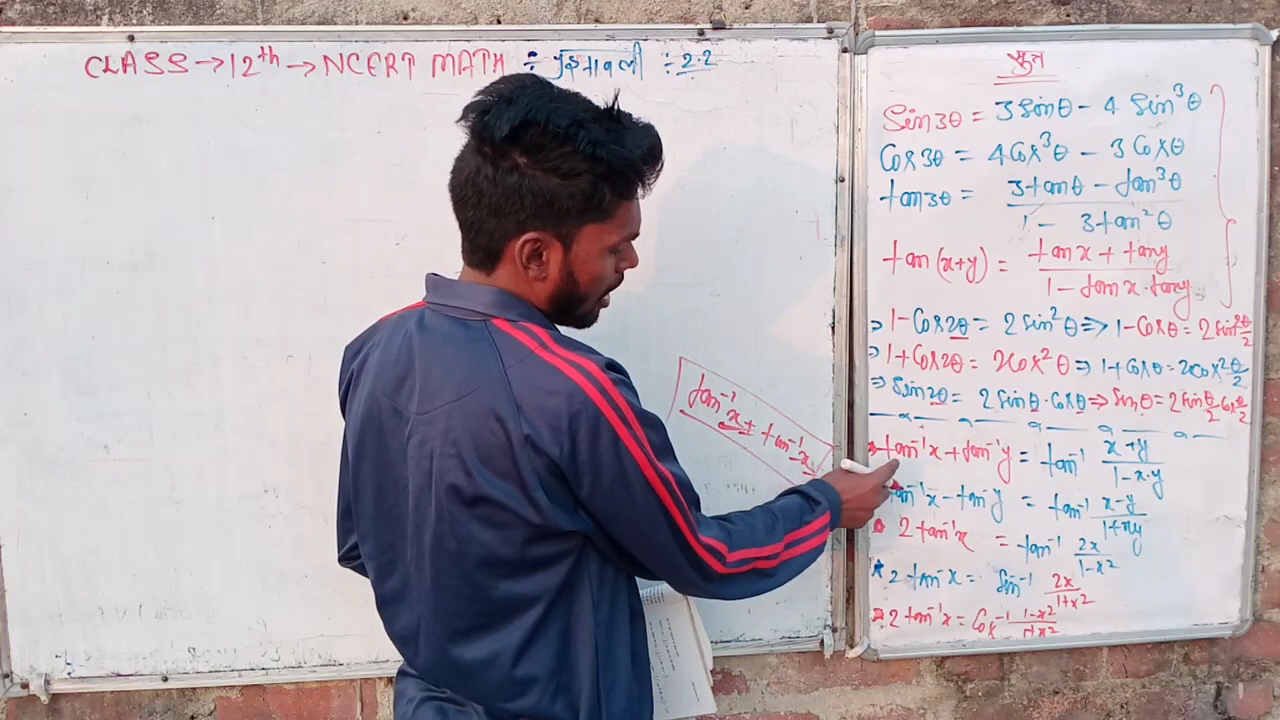 CLASS → 12th → NCERT MATH ÷ प्रश्नावली ÷ 2.2
tan⁻¹x + tan⁻¹x
सूत्र
Sin3θ = 3Sinθ - 4 Sin³θ
Cos3θ = 4Cos³θ - 3Cosθ
tan3θ = (3tanθ - tan³θ)/(1 - 3tan²θ)
tan(x+y) = (tanx + tany)/(1 - tanx·tany)
⇒ 1-Cos2θ = 2Sin²θ ⇒ 1-Cosθ = 2Sin²θ/2
⇒ 1+Cos2θ = 2Cos²θ ⇒ 1+Cosθ = 2Cos²θ/2
⇒ Sin2θ = 2Sinθ·Cosθ ⇒ Sinθ = 2Sinθ/2 Cosθ/2
tan⁻¹x + tan⁻¹y = tan⁻¹ (x+y)/(1-x·y)
tan⁻¹x - tan⁻¹y = tan⁻¹ (x-y)/(1+xy)
2tan⁻¹x = tan⁻¹ 2x/(1-x²)
* 2tan⁻¹x = Sin⁻¹ 2x/(1+x²)
* 2tan⁻¹x = Cos⁻¹ (1-x²)/(1+x²)